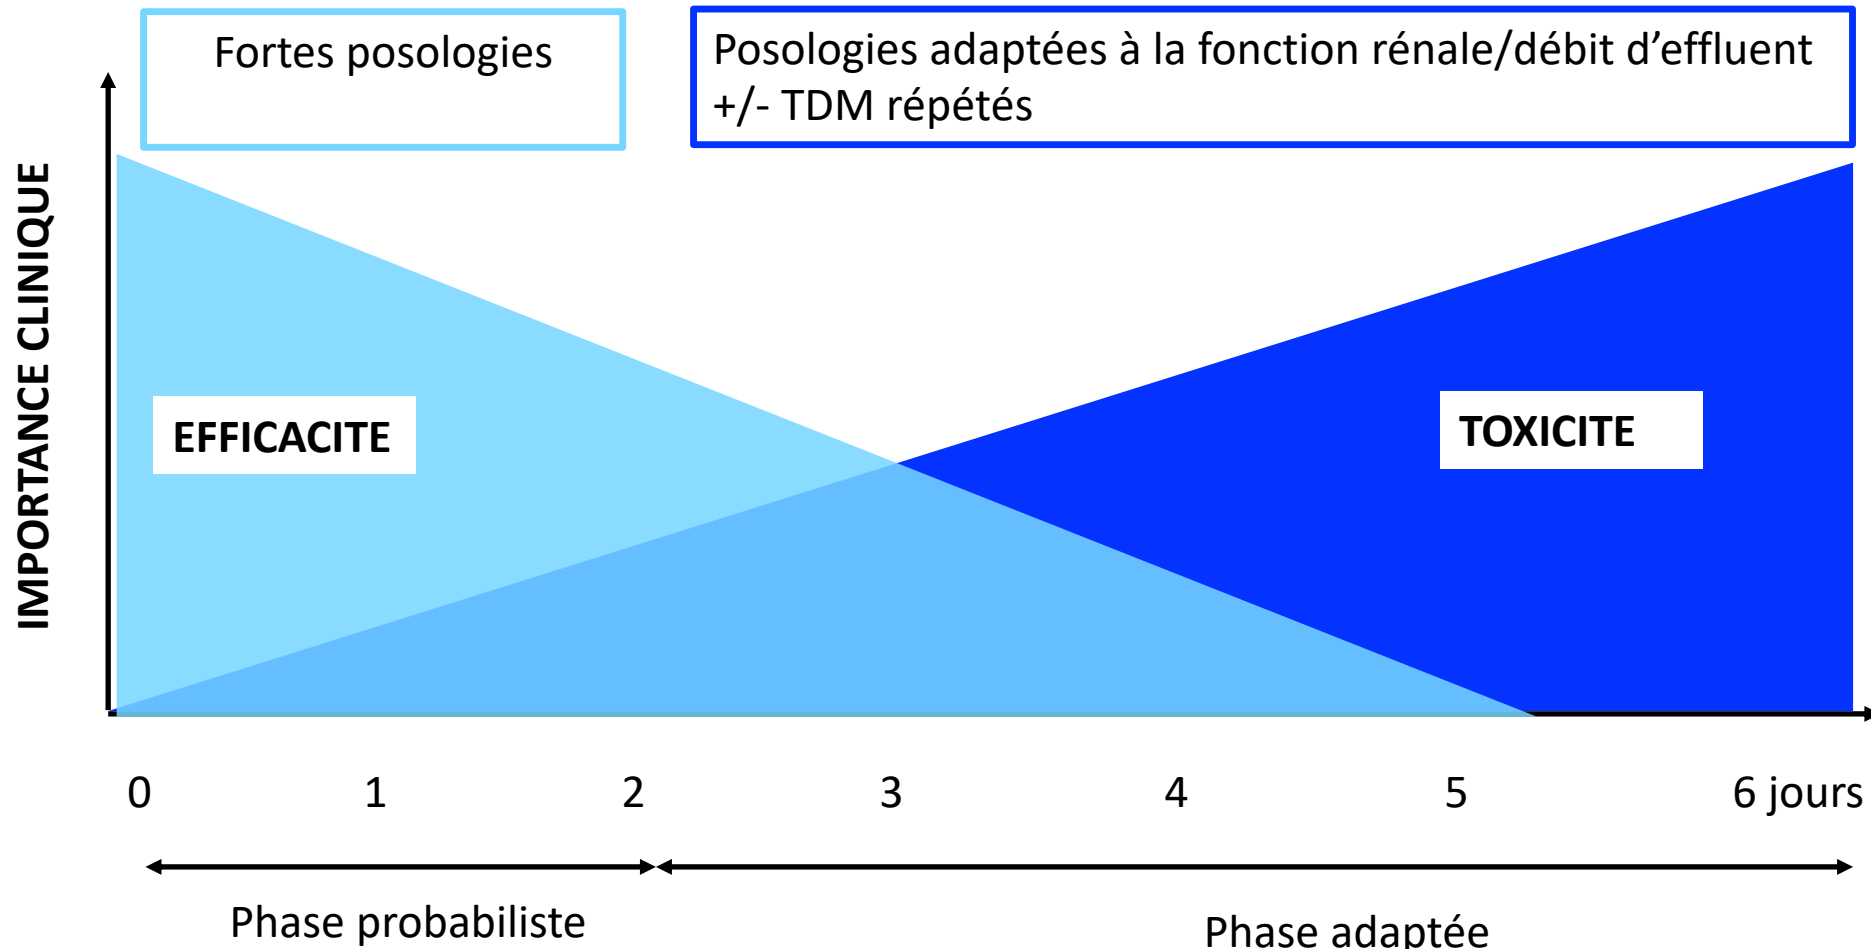 Fortes posologies
Posologies adaptées à la fonction rénale/débit d’effluent
+/- TDM répétés
IMPORTANCE CLINIQUE
EFFICACITE
TOXICITE
0 1 2 3 4 5 6 jours
Phase probabiliste
Phase adaptée